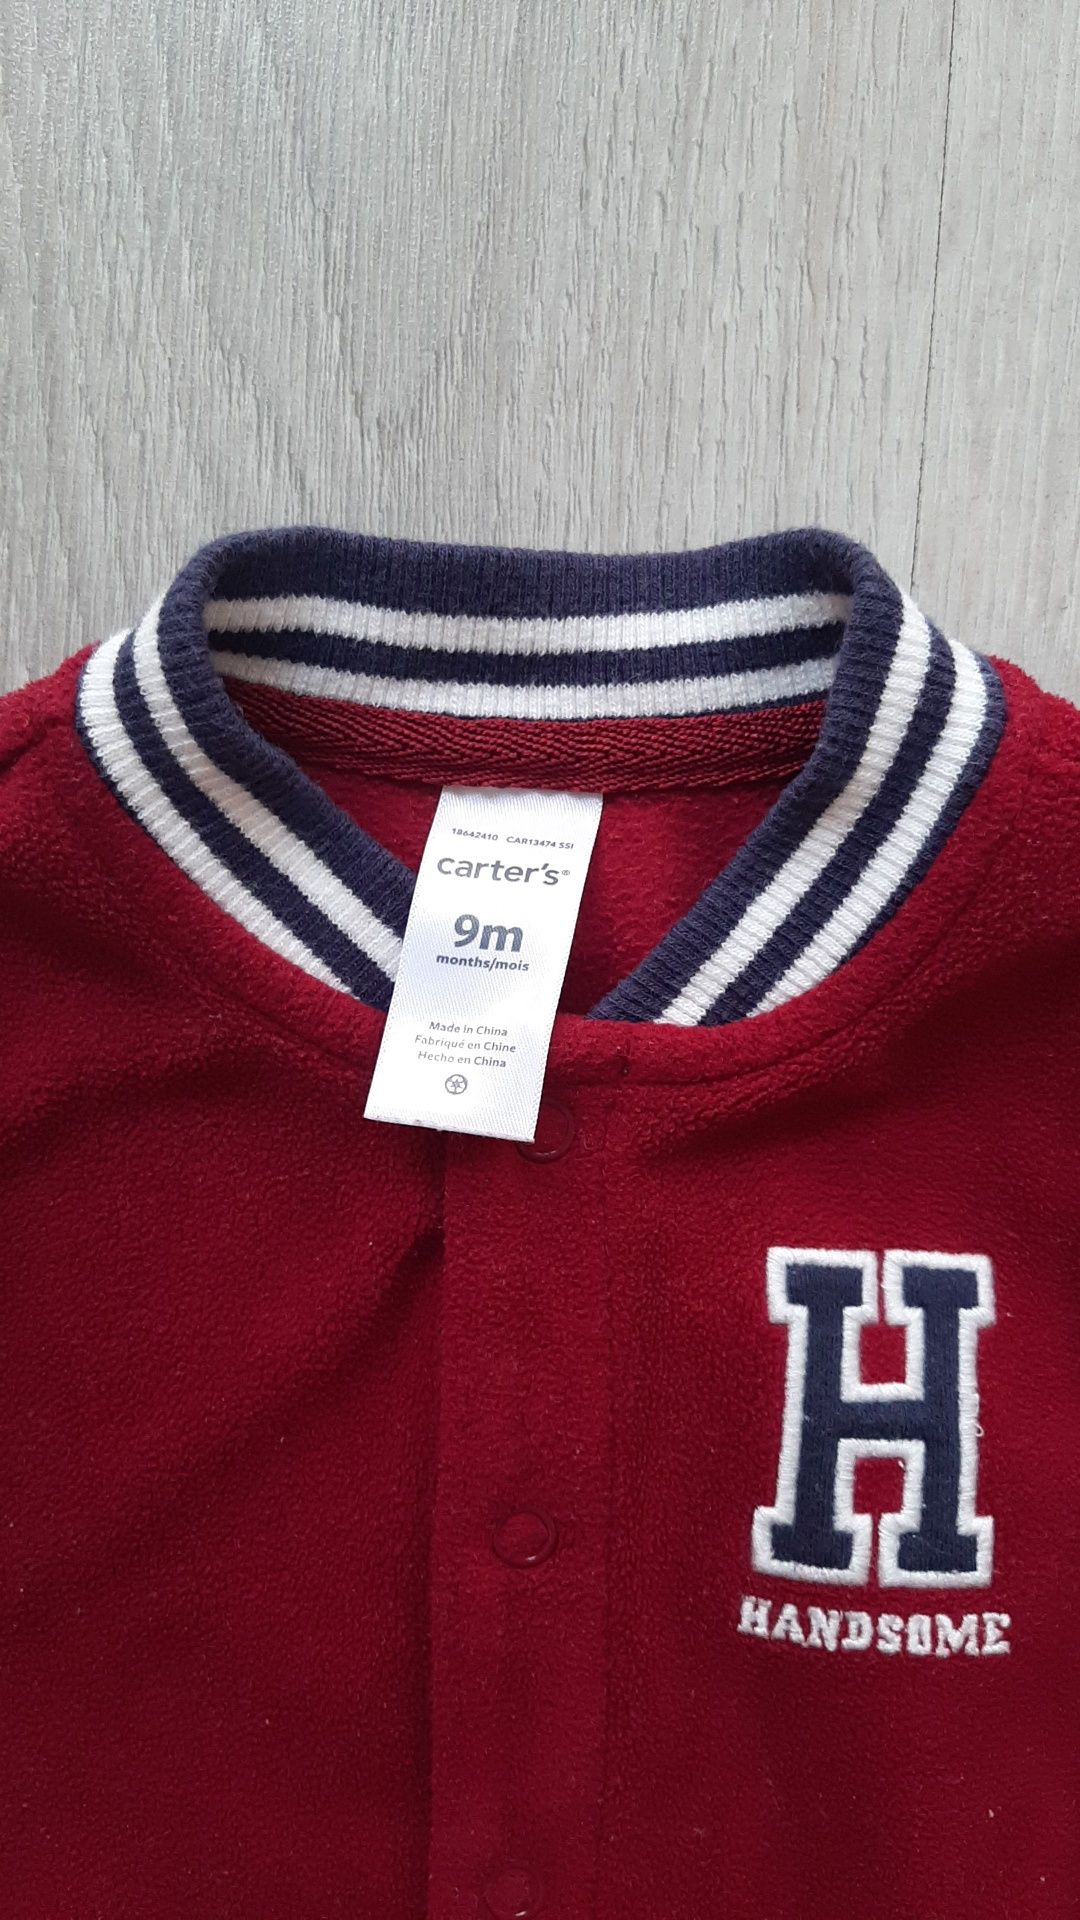 18642410 CAR13474 SSI
carter's®
9m
months/mois
Made in China
Fabriqué en Chine
Hecho en China
H
HANDSOME